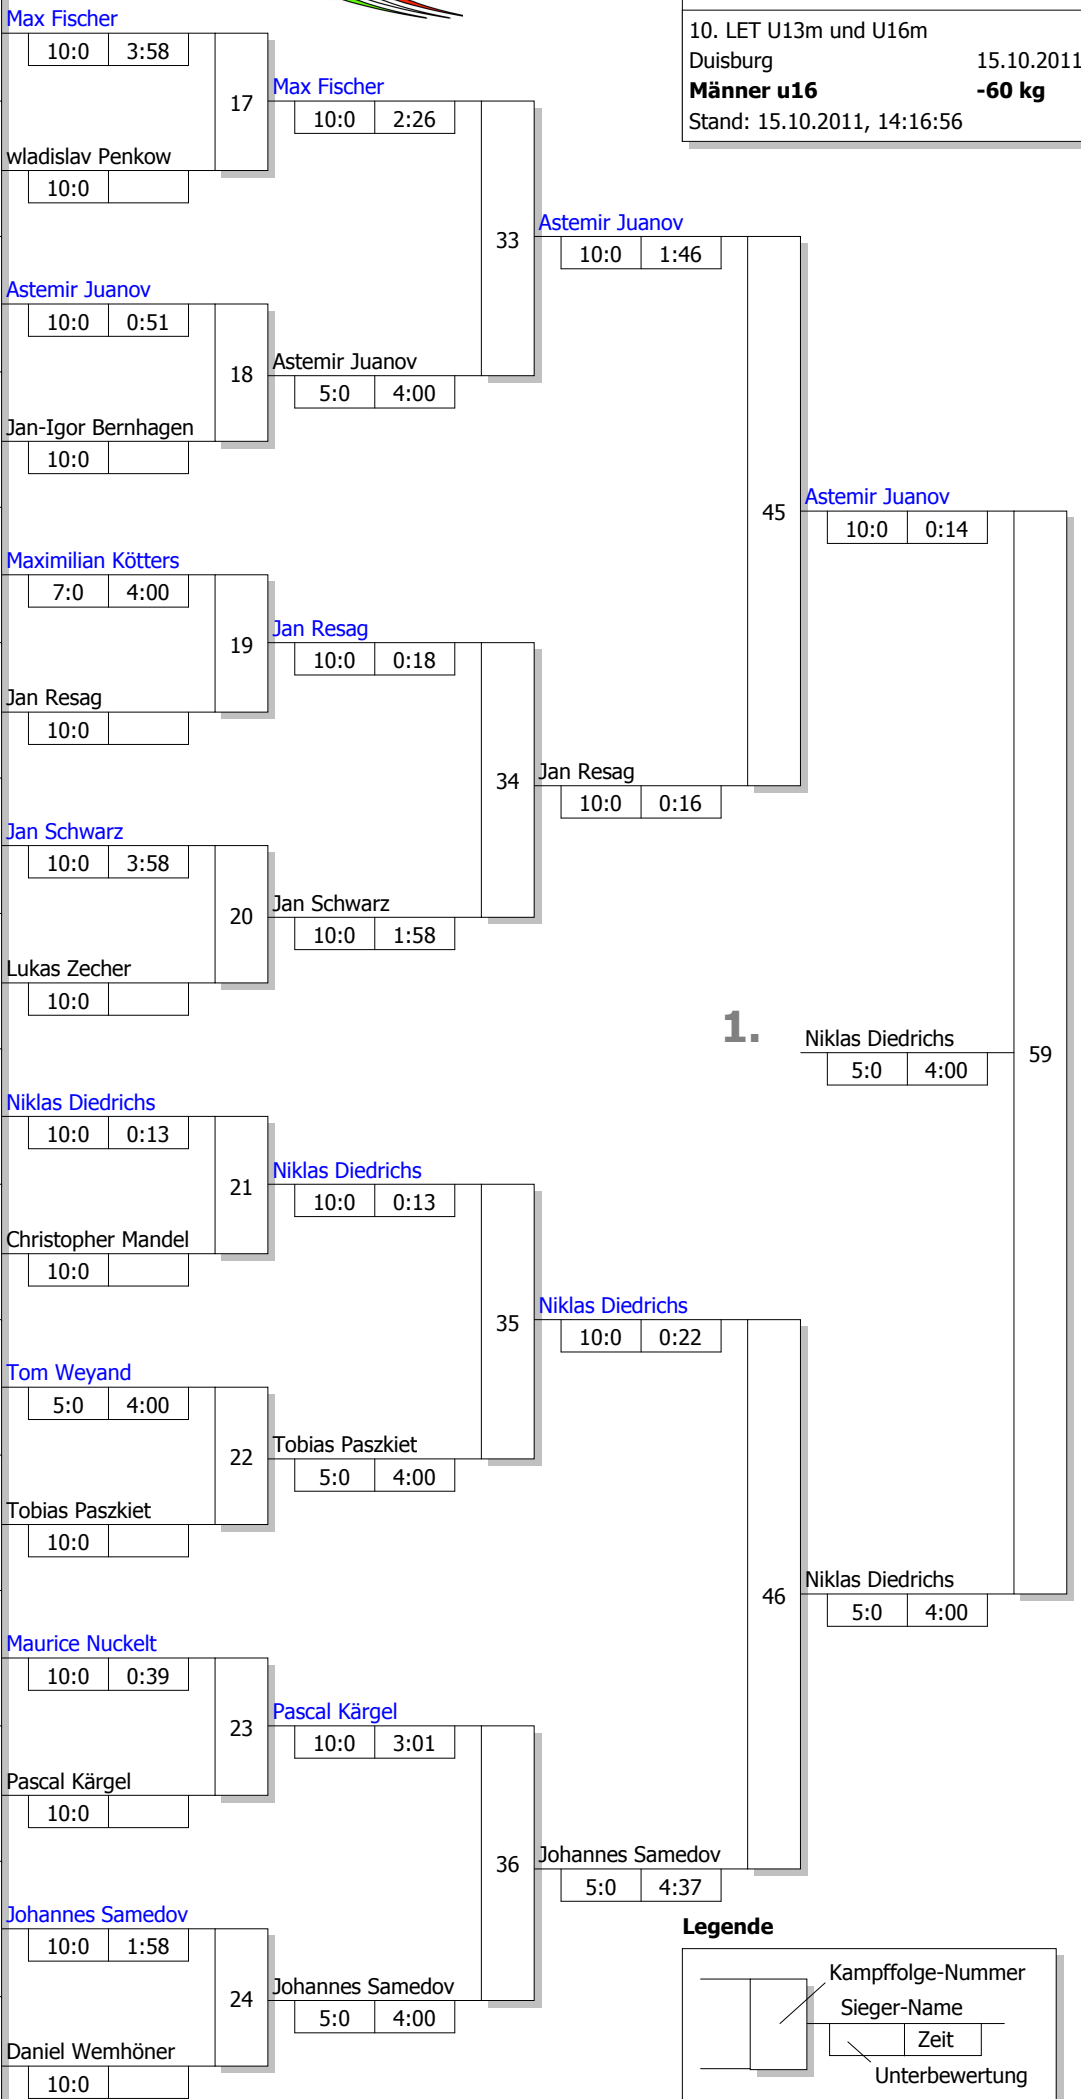 10. LET U13m und U16m
Duisburg 15.10.2011
Männer u16 -60 kg
Stand: 15.10.2011, 14:16:56
Max Fischer
10:0 3:58
17
wladislav Penkow
10:0
Max Fischer
10:0 2:26
33
Astemir Juanov
10:0 0:51
18
Jan-Igor Bernhagen
10:0
Astemir Juanov
5:0 4:00
Astemir Juanov
10:0 1:46
45
Maximilian Kötters
7:0 4:00
19
Jan Resag
10:0
Jan Resag
10:0 0:18
34
Jan Schwarz
10:0 3:58
20
Lukas Zecher
10:0
Jan Schwarz
10:0 1:58
Jan Resag
10:0 0:16
Astemir Juanov
10:0 0:14
59
1.
Niklas Diedrichs
5:0 4:00
Niklas Diedrichs
10:0 0:13
21
Christopher Mandel
10:0
Niklas Diedrichs
10:0 0:13
35
Tom Weyand
5:0 4:00
22
Tobias Paszkiet
10:0
Tobias Paszkiet
5:0 4:00
Niklas Diedrichs
10:0 0:22
46
Niklas Diedrichs
5:0 4:00
Maurice Nuckelt
10:0 0:39
23
Pascal Kärgel
10:0
Pascal Kärgel
10:0 3:01
36
Johannes Samedov
10:0 1:58
24
Daniel Wemhöner
10:0
Johannes Samedov
5:0 4:00
Johannes Samedov
5:0 4:37
Legende
Kampffolge-Nummer
Sieger-Name
Zeit
Unterbewertung